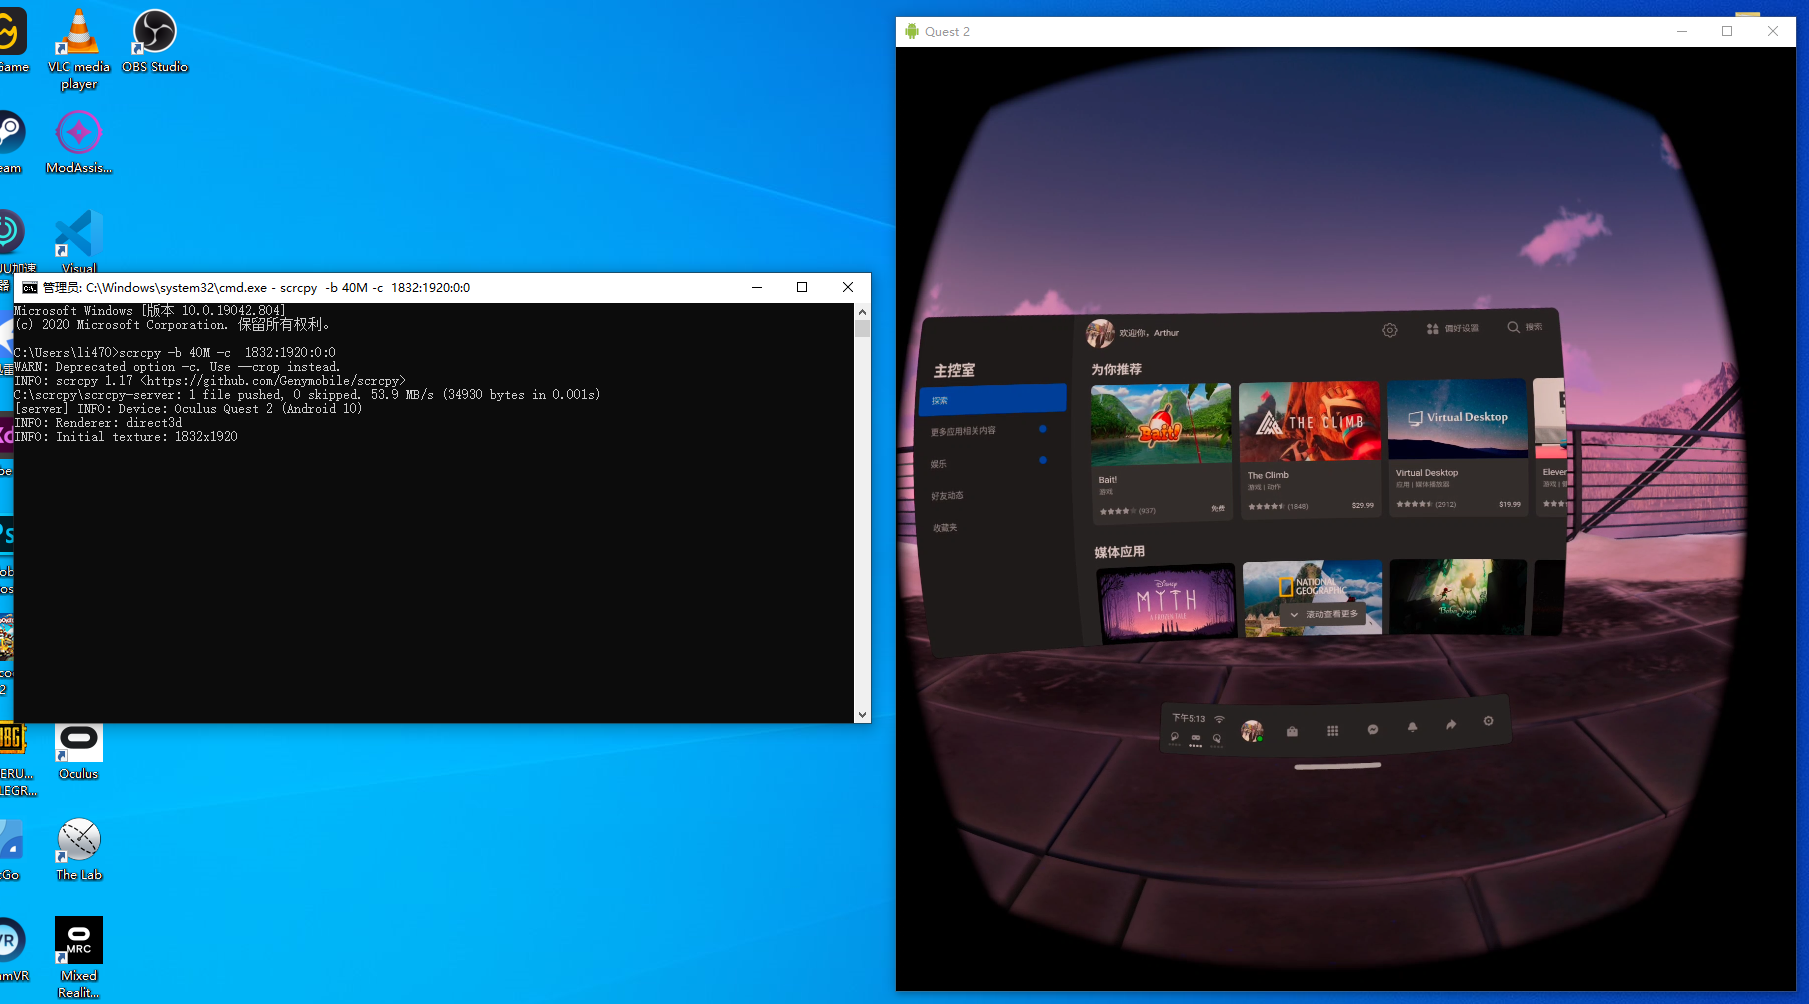 Game
VLC media
player
OBS Studio
eam
ModAssis...
UU加速
器
Visual
管理员: C:\Windows\system32\cmd.exe - scrcpy  -b 40M -c  1832:1920:0:0
Microsoft Windows [版本 10.0.19042.804]
(c) 2020 Microsoft Corporation. 保留所有权利。
C:\Users\li470>scrcpy -b 40M -c  1832:1920:0:0
WARN: Deprecated option -c. Use --crop instead.
INFO: scrcpy 1.17 <https://github.com/Genymobile/scrcpy>
C:\scrcpy\scrcpy-server: 1 file pushed, 0 skipped. 53.9 MB/s (34930 bytes in 0.001s)
[server] INFO: Device: Oculus Quest 2 (Android 10)
INFO: Renderer: direct3d
INFO: Initial texture: 1832x1920
Oculus
ERU...
LEGR...
The Lab
Go
VR
amVR
MRC
Mixed
Realit...
Quest 2
欢迎你，Arthur
偏好设置
搜索
主控室
探索
更多应用相关内容
娱乐
好友动态
收藏夹
为你推荐
Bait!
THE CLIMB
Virtual Desktop
Bait!
游戏
(937)
免费
The Climb
游戏 | 动作
(1848)
$29.99
Virtual Desktop
应用 | 媒体播放器
(2912)
$19.99
Eleven
游戏 |
媒体应用
Disney
MYTH
A FROZEN TALE
NATIONAL
GEOGRAPHIC
Baba Yaga
滚动查看更多
下午5:13